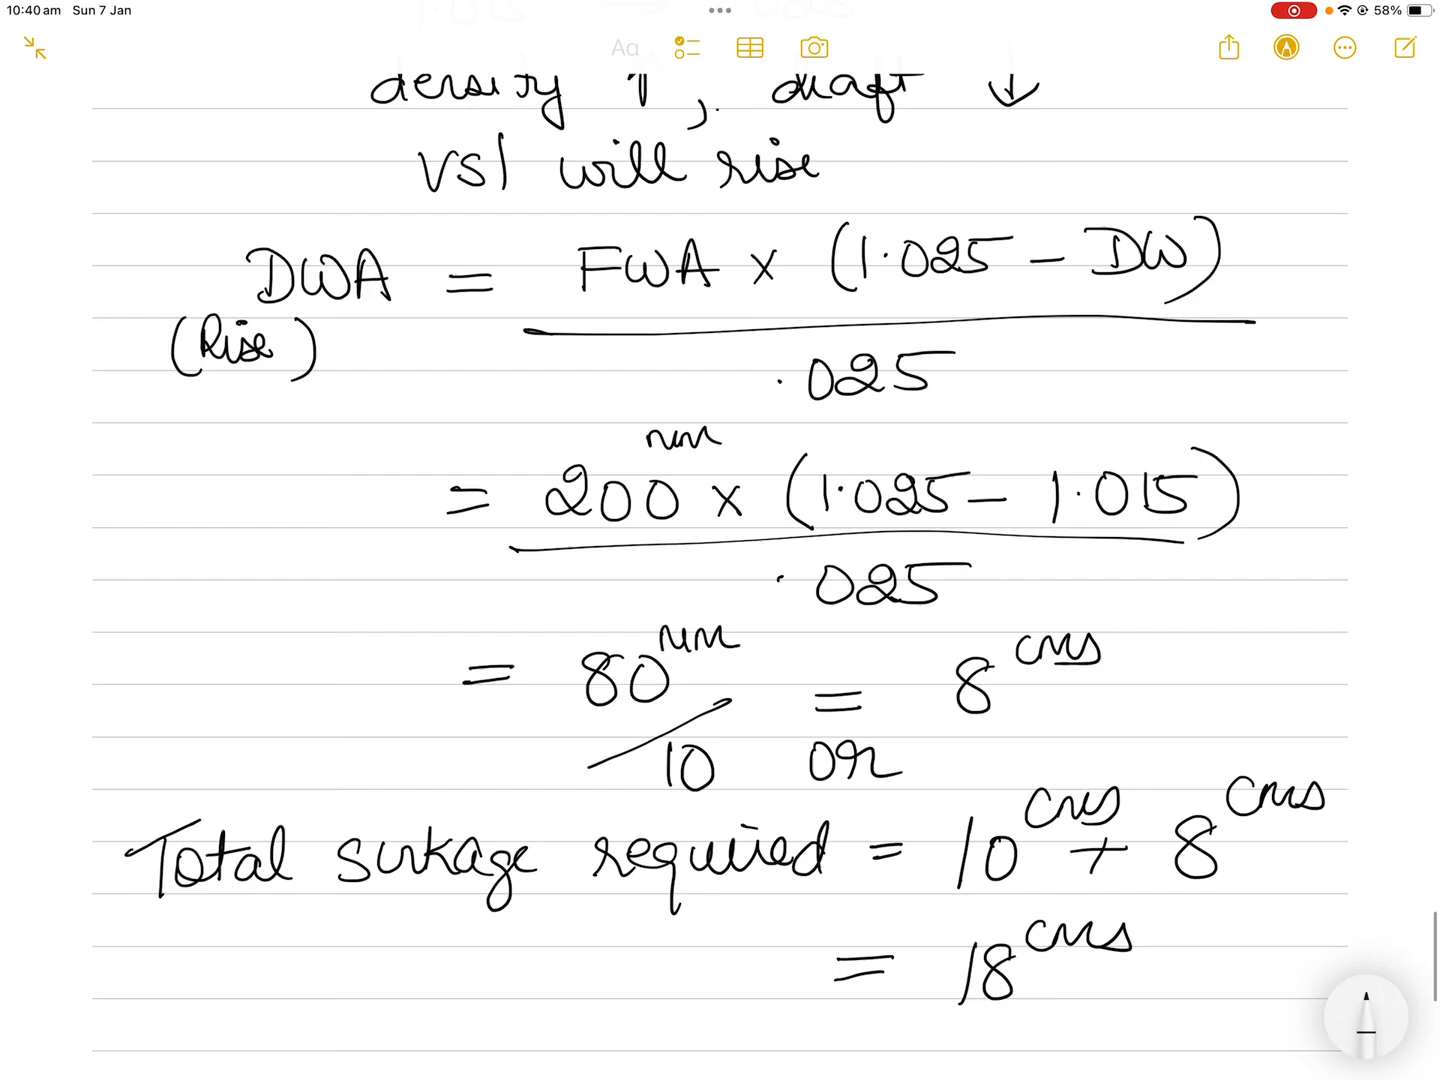 10:40 am Sun 7 Jan
58%
Aa
density ↑, draft ↓
vsl will rise
DWA = FWA x (1.025 - DW)
(Rise)
.025
mm
= 200 x (1.025 - 1.015)
.025
= 80 mm = 8 cms
10 or
Total sinkage required = 10 cms + 8 cms
= 18 cms